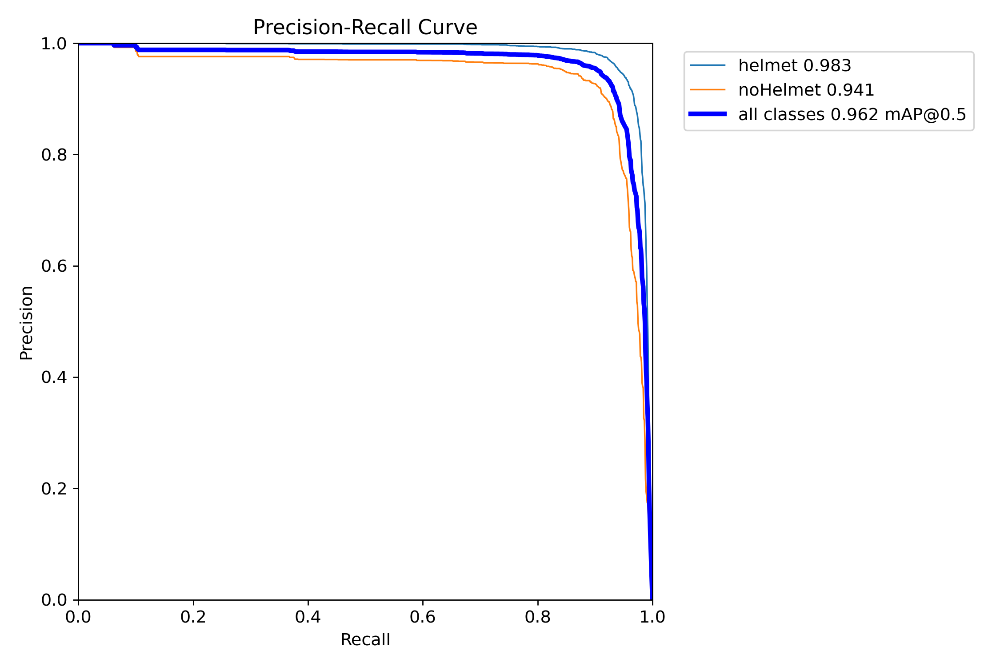 Precision-Recall Curve
helmet 0.983
noHelmet 0.941
all classes 0.962 mAP@0.5
1.0
0.8
0.6
0.4
0.2
0.0
Precision
0.0 0.2 0.4 0.6 0.8 1.0
Recall